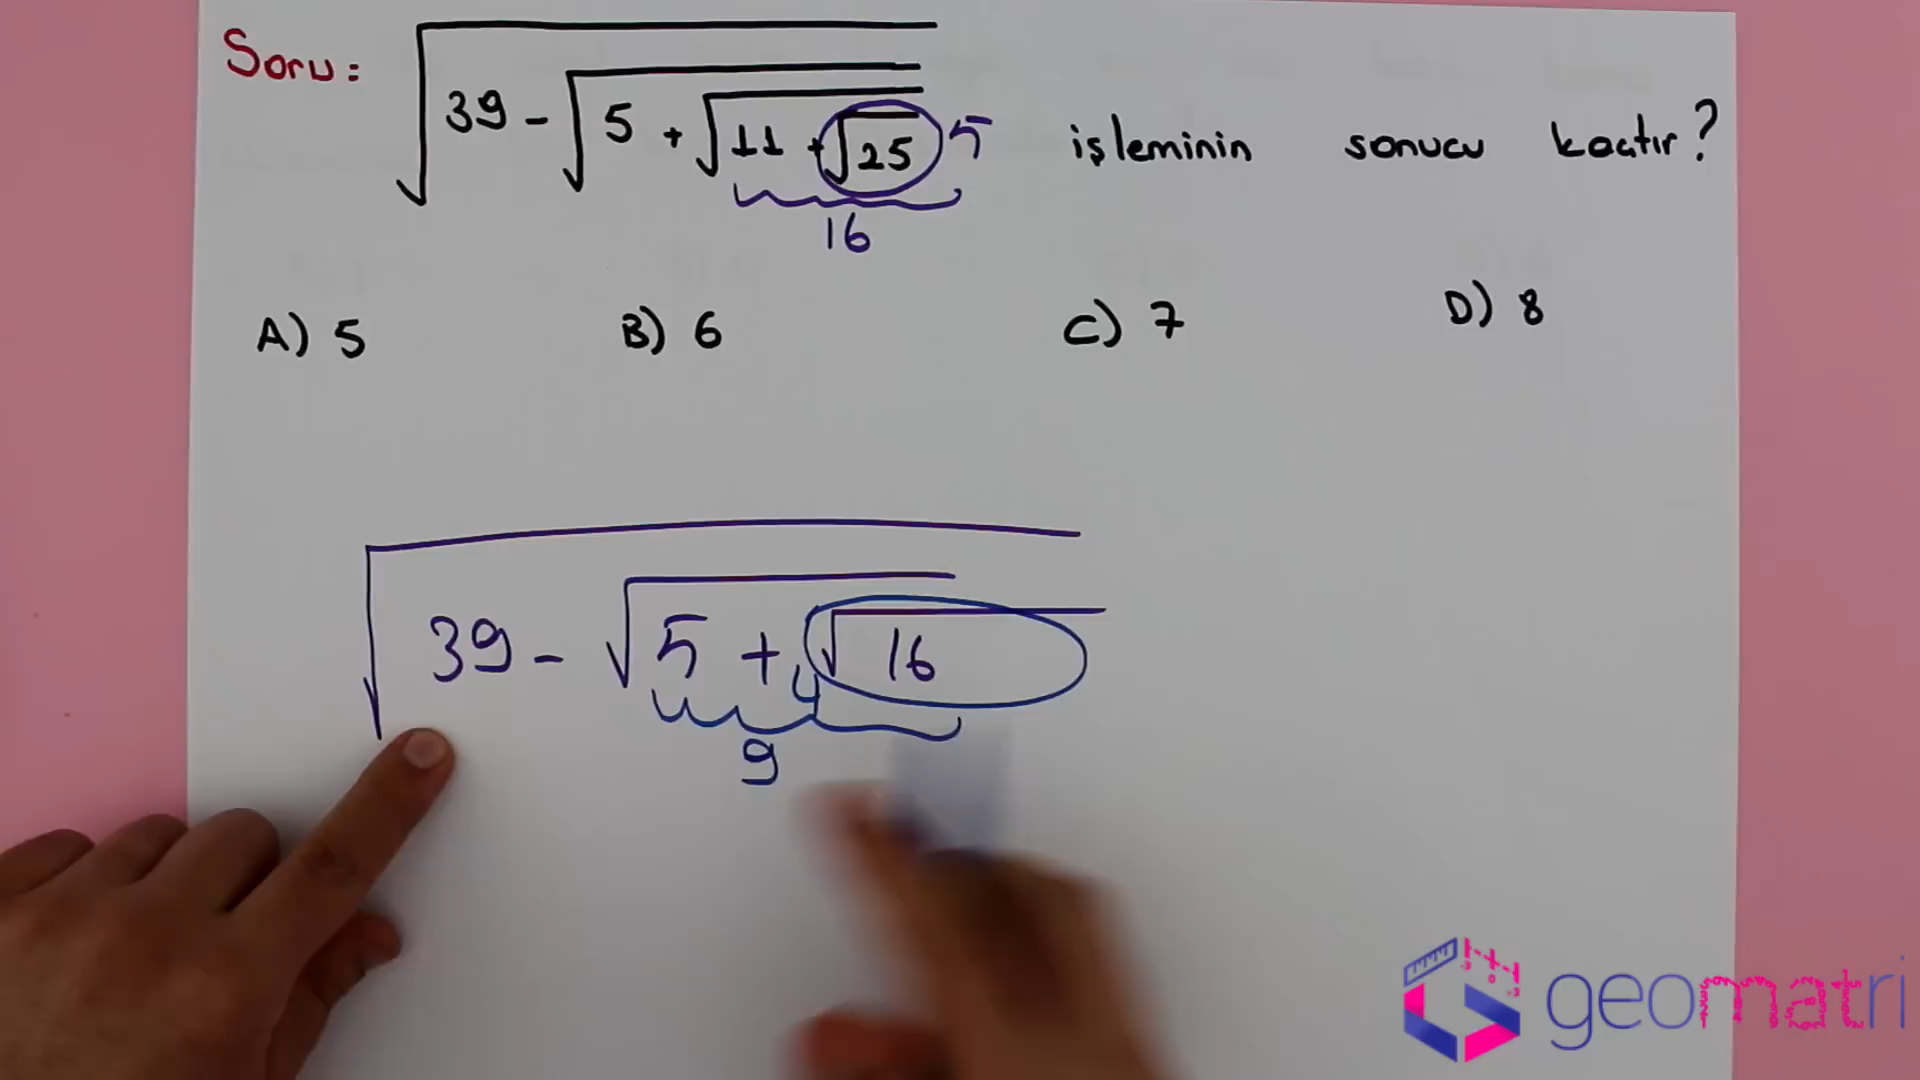 Soru: √39 - √5 + √11 + √25 5 işleminin sonucu kaçtır?
16
A) 5 B) 6 C) 7 D) 8
√39 - √5 + √16
4
9
geomatri